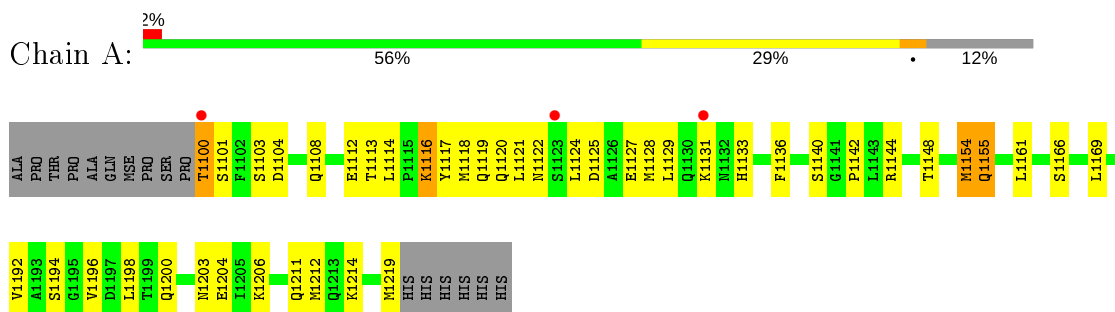 2%
Chain A:
56% 29% • 12%
ALA PRO THR PRO PRO ALA GLN MSE PRO SER PRO T1100 S1101 F1102 S1103 D1104 Q1108 E1112 T1113 L1114 P1115 K1116 Y1117 M1118 Q1119 Q1120 L1121 N1122 S1123 L1124 D1125 A1126 E1127 M1128 L1129 Q1130 K1131 N1132 H1133 F1136 S1140 G1141 P1142 L1143 R1144 T1148 M1154 Q1155 L1161 S1166 L1169
V1192 A1193 S1194 G1195 V1196 D1197 L1198 T1199 Q1200 N1203 E1204 I1205 K1206 Q1211 M1212 Q1213 K1214 M1219 HIS HIS HIS HIS HIS HIS